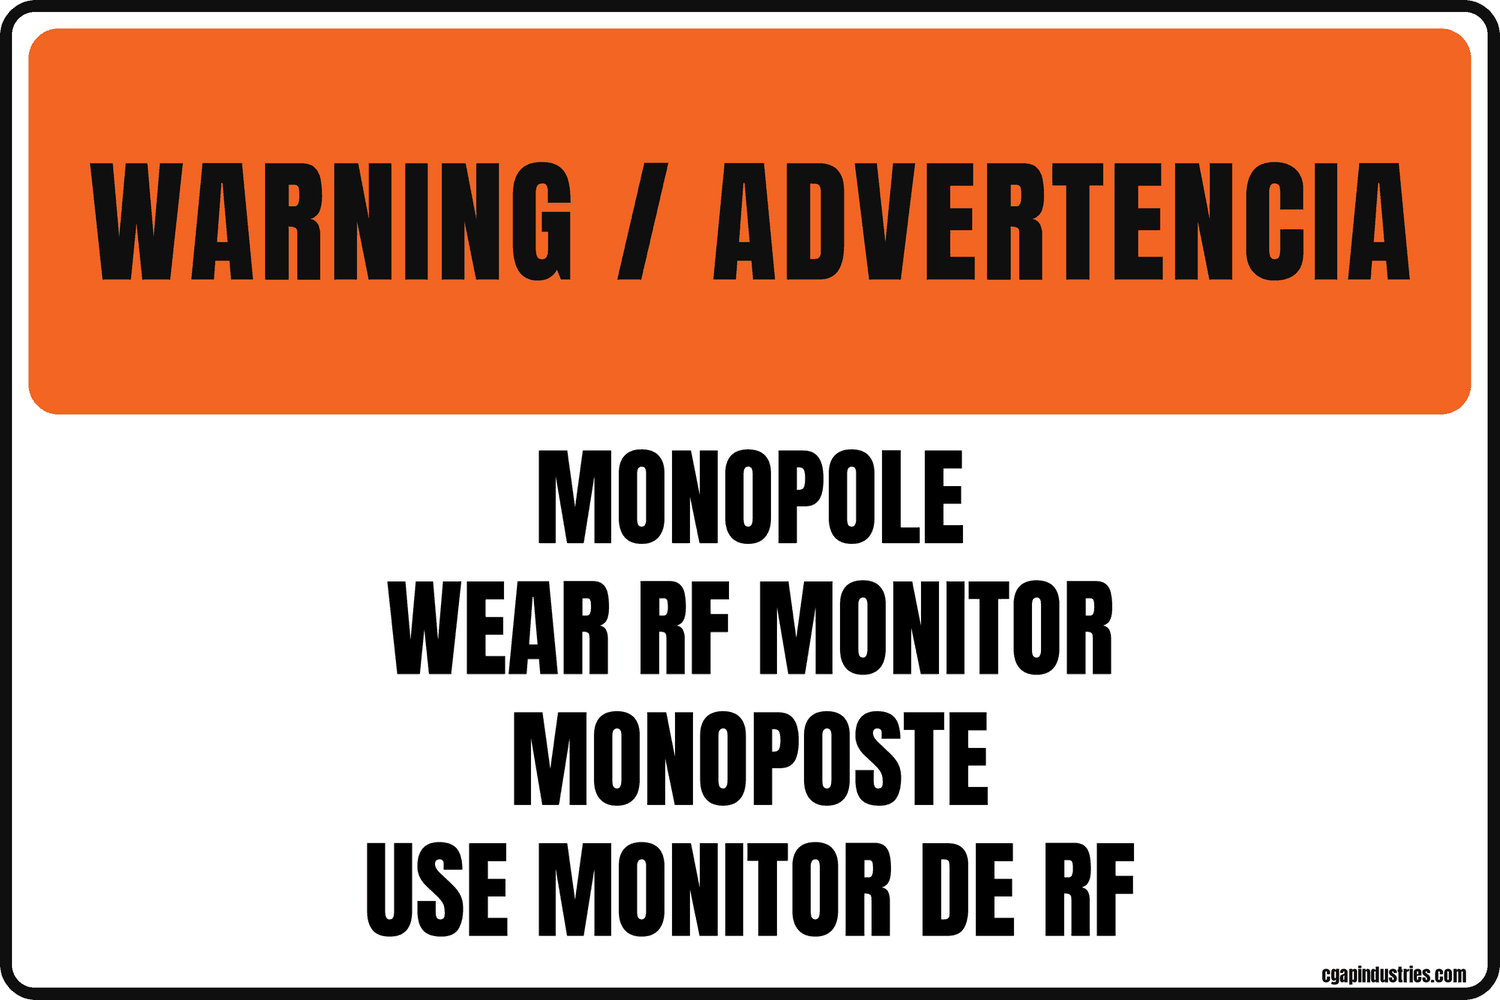 WARNING / ADVERTENCIA
MONOPOLE
WEAR RF MONITOR
MONOPOSTE
USE MONITOR DE RF
cgapindustries.com